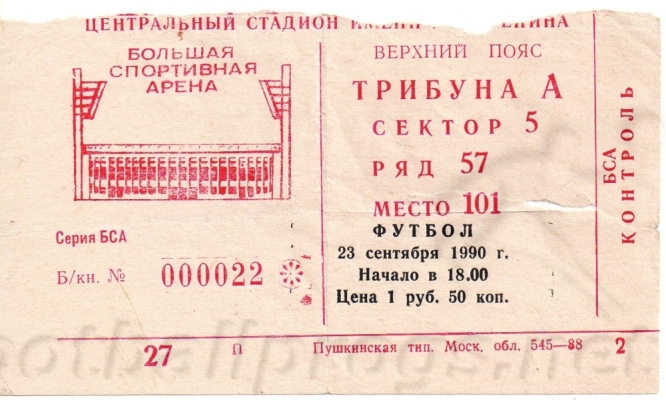 ЦЕНТРАЛЬНЫЙ СТАДИОН ИМЕНИ
БОЛЬШАЯ
СПОРТИВНАЯ
АРЕНА
Серия БСА
Б/кн. № 000022
ВЕРХНИЙ ПОЯС
ТРИБУНА А
СЕКТОР 5
РЯД 57
МЕСТО 101
ФУТБОЛ
23 сентября 1990 г.
Начало в 18.00
Цена 1 руб. 50 коп.
БСА
КОНТРОЛЬ
27 П Пушкинская тип. Моск. обл. 545—88 2